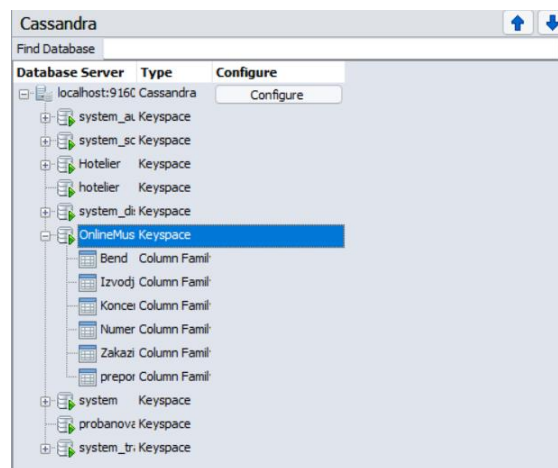 Cassandra
Find Database
Database Server Type Configure
localhost:9160 Cassandra Configure
system_au Keyspace
system_sc Keyspace
Hotelier Keyspace
hotelier Keyspace
system_di Keyspace
OnlineMus Keyspace
Bend Column Famil
Izvodj Column Famil
Koncer Column Famil
Numer Column Famil
Zakazi Column Famil
prepor Column Famil
system Keyspace
probanova Keyspace
system_tr Keyspace